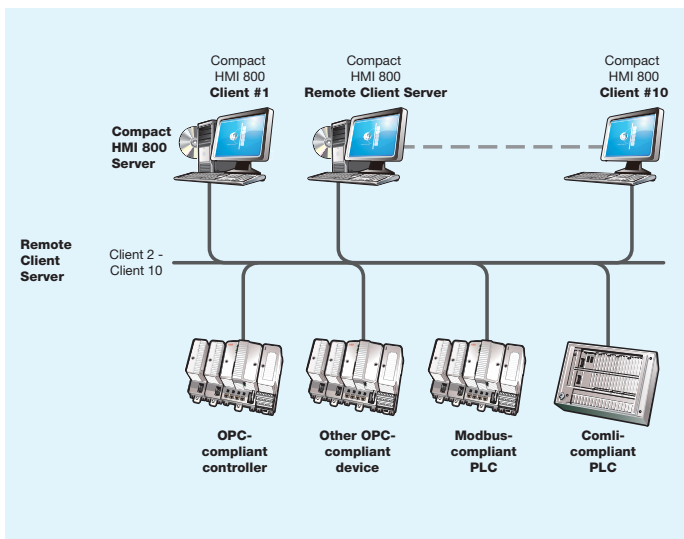 Compact
HMI 800
Client #1
Compact
HMI 800
Remote Client Server
Compact
HMI 800
Client #10
Compact
HMI 800
Server
Remote
Client
Server
Client 2 -
Client 10
OPC-
compliant
controller
Other OPC-
compliant
device
Modbus-
compliant
PLC
Comli-
compliant
PLC